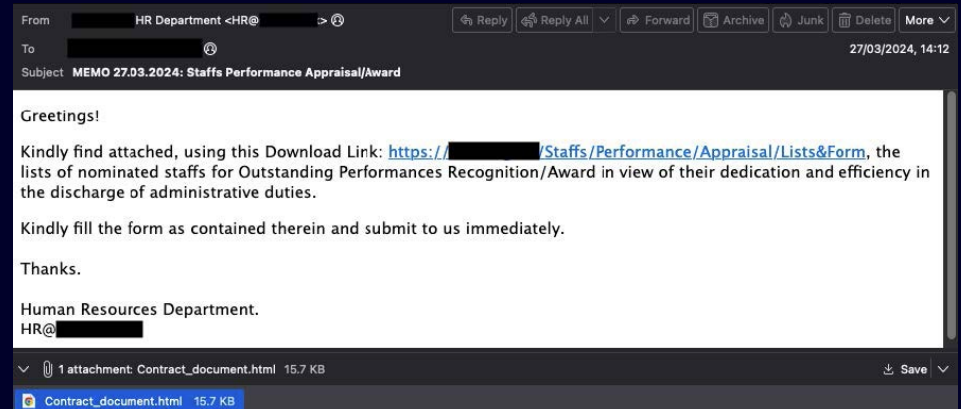 From HR Department <HR@ >
Reply Reply All Forward Archive Junk Delete More
To
27/03/2024, 14:12
Subject MEMO 27.03.2024: Staffs Performance Appraisal/Award
Greetings!
Kindly find attached, using this Download Link: https:// /Staffs/Performance/Appraisal/Lists&Form, the
lists of nominated staffs for Outstanding Performances Recognition/Award in view of their dedication and efficiency in
the discharge of administrative duties.
Kindly fill the form as contained therein and submit to us immediately.
Thanks.
Human Resources Department.
HR@
1 attachment: Contract_document.html 15.7 KB
Save
Contract_document.html 15.7 KB